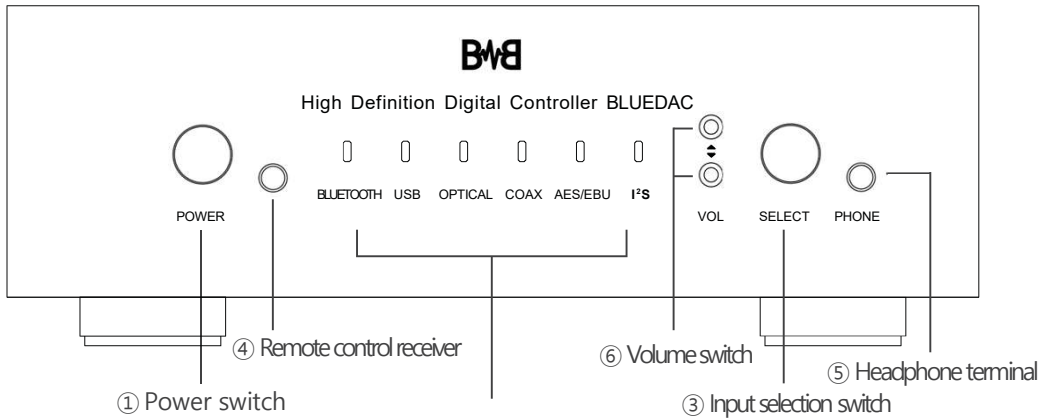 BMB
High Definition Digital Controller BLUEDAC
BLUETOOTH USB OPTICAL COAX AES/EBU I²S
POWER
VOL SELECT PHONE
④ Remote control receiver
⑥ Volume switch
⑤ Headphone terminal
① Power switch
③ Input selection switch